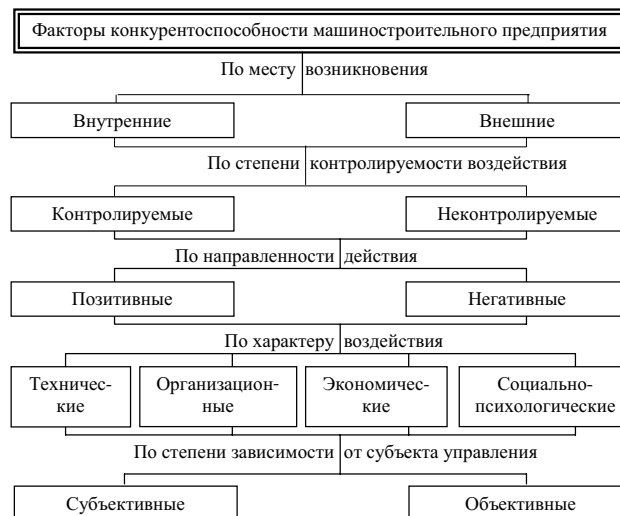 Факторы конкурентоспособности машиностроительного предприятия
По месту возникновения
Внутренние Внешние
По степени контролируемости воздействия
Контролируемые Неконтролируемые
По направленности действия
Позитивные Негативные
По характеру воздействия
Техничес- Организацион- Экономичес- Социально-
кие ные кие психологические
По степени зависимости от субъекта управления
Субъективные Объективные